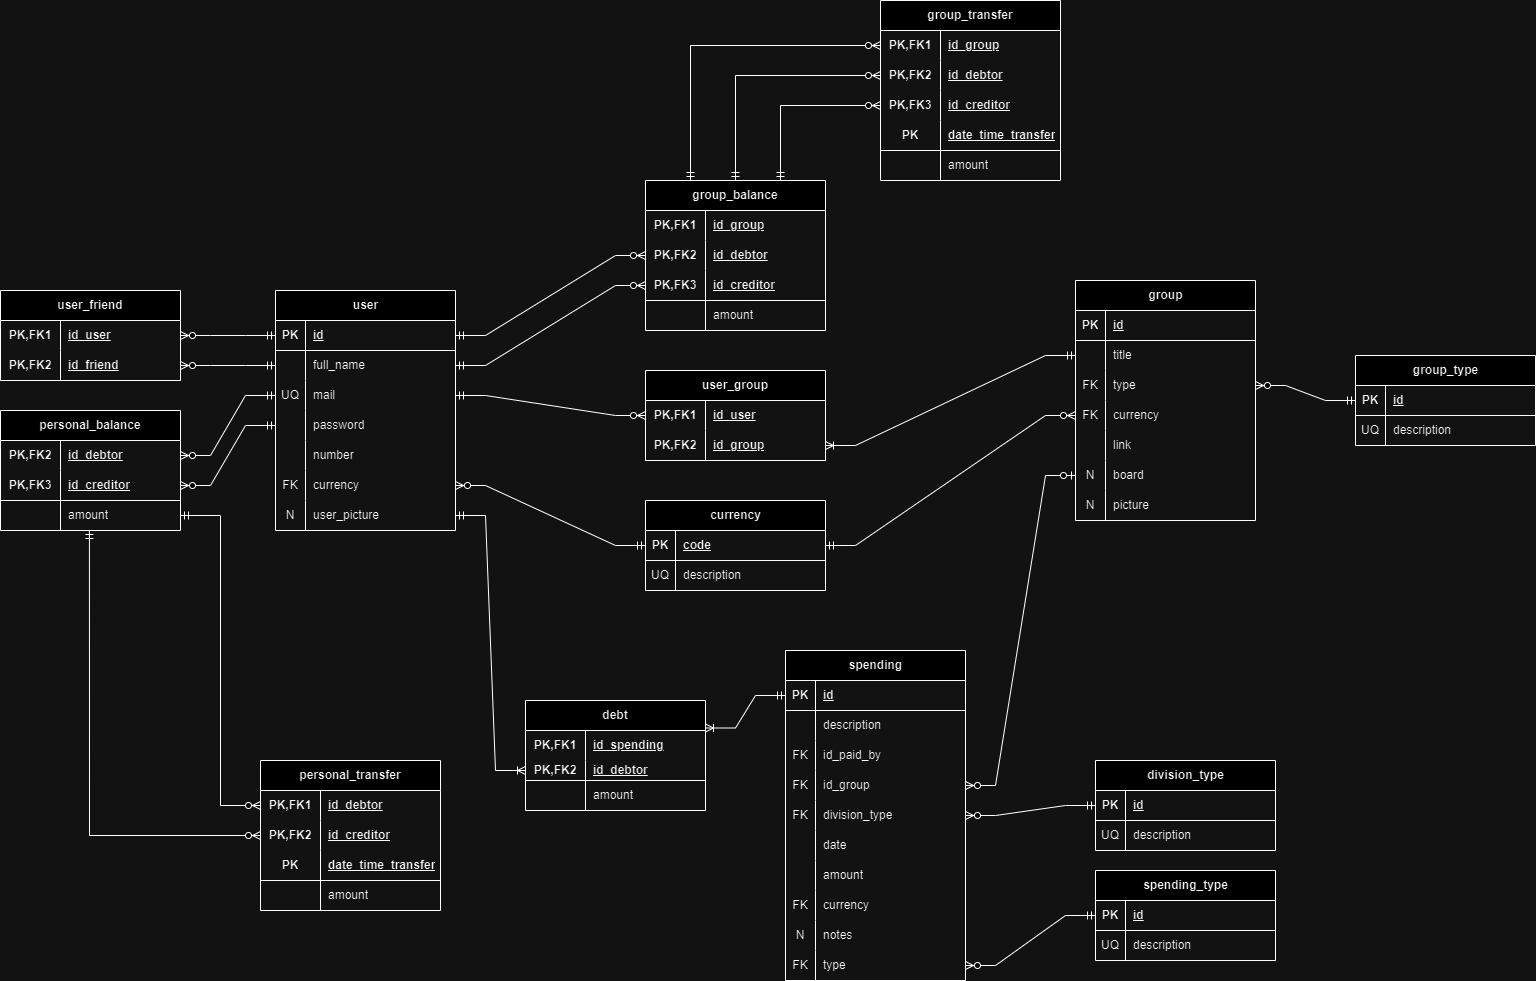 group_transfer
PK,FK1 id_group
PK,FK2 id_debtor
PK,FK3 id_creditor
PK date_time_transfer
amount
group_balance
PK,FK1 id_group
PK,FK2 id_debtor
PK,FK3 id_creditor
amount
user_friend
PK,FK1 id_user
PK,FK2 id_friend
user
PK id
full_name
UQ mail
password
number
FK currency
N user_picture
personal_balance
PK,FK2 id_debtor
PK,FK3 id_creditor
amount
user_group
PK,FK1 id_user
PK,FK2 id_group
currency
PK code
UQ description
group
PK id
title
FK type
FK currency
link
N board
N picture
group_type
PK id
UQ description
spending
PK id
description
FK id_paid_by
FK id_group
FK division_type
date
amount
FK currency
N notes
FK type
debt
PK,FK1 id_spending
PK,FK2 id_debtor
amount
personal_transfer
PK,FK1 id_debtor
PK,FK2 id_creditor
PK date_time_transfer
amount
division_type
PK id
UQ description
spending_type
PK id
UQ description